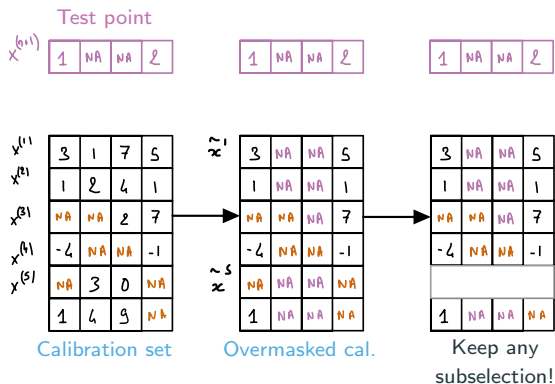 Test point
x⁽ⁿ⁺¹⁾ 1 NA NA 2 1 NA NA 2 1 NA NA 2
x⁽¹⁾ 3 1 7 5 x̃¹ 3 NA NA 5 3 NA NA 5
x⁽²⁾ 1 2 4 1 1 NA NA 1 1 NA NA 1
x⁽³⁾ NA NA 2 7 NA NA NA 7 NA NA NA 7
x⁽⁴⁾ -4 NA NA -1 -4 NA NA -1 -4 NA NA -1
x⁽⁵⁾ NA 3 0 NA x̃⁵ NA NA NA NA
1 4 9 NA 1 NA NA NA 1 NA NA NA
Calibration set Overmasked cal. Keep any
subselection!